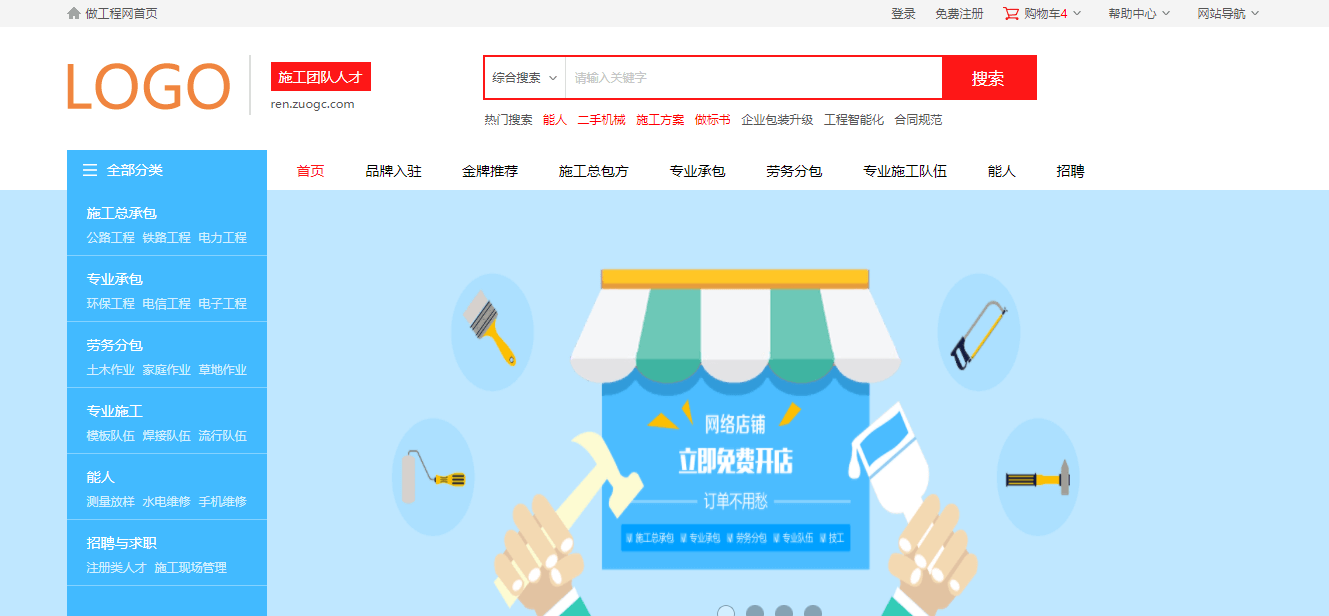 做工程网首页 登录 免费注册 购物车4 帮助中心 网站导航
LOGO 施工团队人才
ren.zuogc.com
综合搜索 请输入关键字 搜索
热门搜索 能人 二手机械 施工方案 做标书 企业包装升级 工程智能化 合同规范
全部分类 首页 品牌入驻 金牌推荐 施工总包方 专业承包 劳务分包 专业施工队伍 能人 招聘
施工总承包
公路工程 铁路工程 电力工程
专业承包
环保工程 电信工程 电子工程
劳务分包
土木作业 家庭作业 草地作业
专业施工
模板队伍 焊接队伍 流行队伍
能人
测量放样 水电维修 手机维修
招聘与求职
注册类人才 施工现场管理
网络店铺
立即免费开店
订单不用愁
施工总承包 专业承包 劳务分包 专业队伍 技工